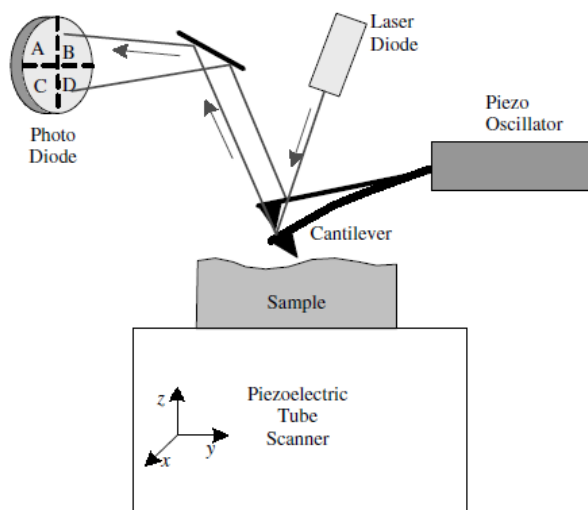 Laser
Diode
A
B
C
D
Photo
Diode
Piezo
Oscillator
Cantilever
Sample
Piezoelectric
Tube
Scanner
z
y
x